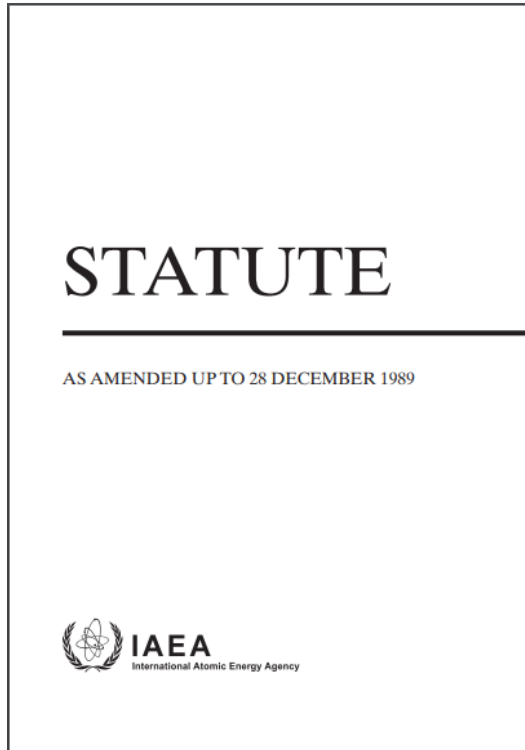 STATUTE
AS AMENDED UP TO 28 DECEMBER 1989
IAEA
International Atomic Energy Agency